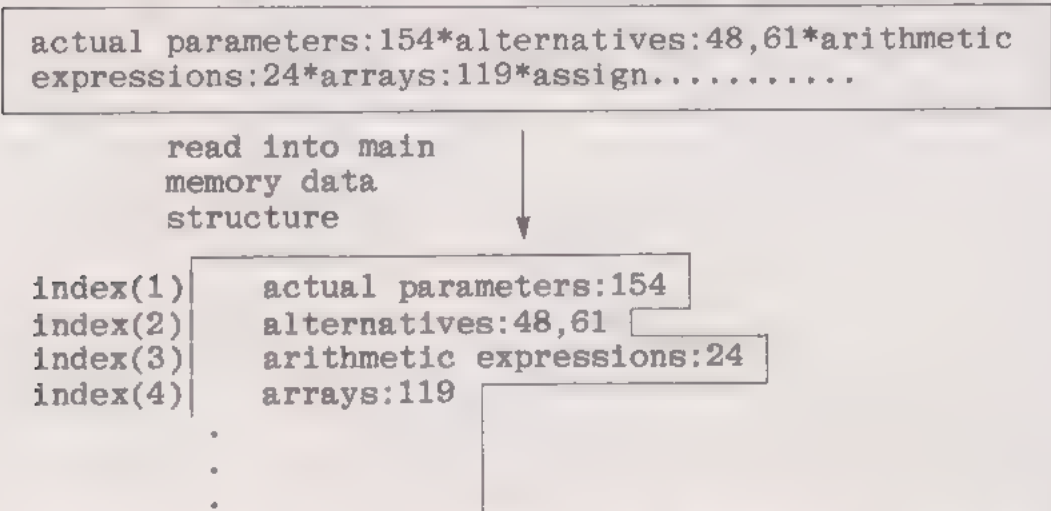 actual parameters:154*alternatives:48,61*arithmetic
expressions:24*arrays:119*assign...........
read into main
memory data
structure
index(1) actual parameters:154
index(2) alternatives:48,61
index(3) arithmetic expressions:24
index(4) arrays:119
.
.
.